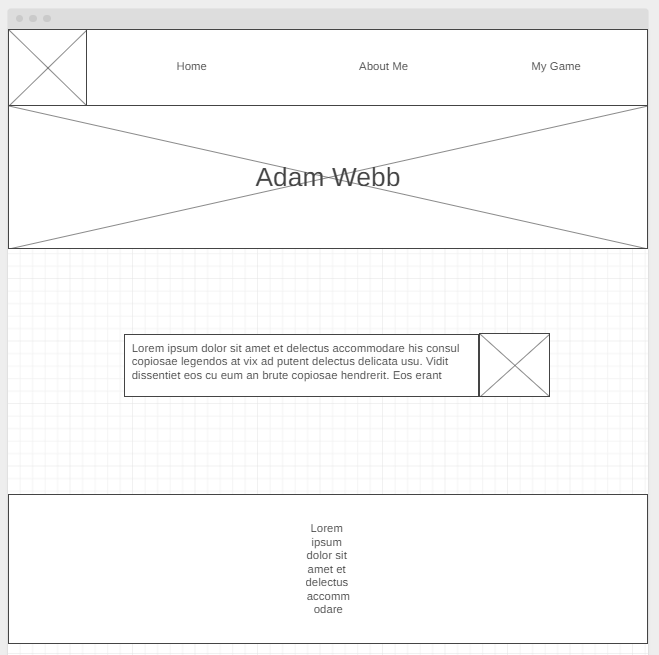 Home About Me My Game
Adam Webb
Lorem ipsum dolor sit amet et delectus accommodare his consul
copiosae legendos at vix ad putent delectus delicata usu. Vidit
dissentiet eos cu eum an brute copiosae hendrerit. Eos erant
Lorem
ipsum
dolor sit
amet et
delectus
accomm
odare